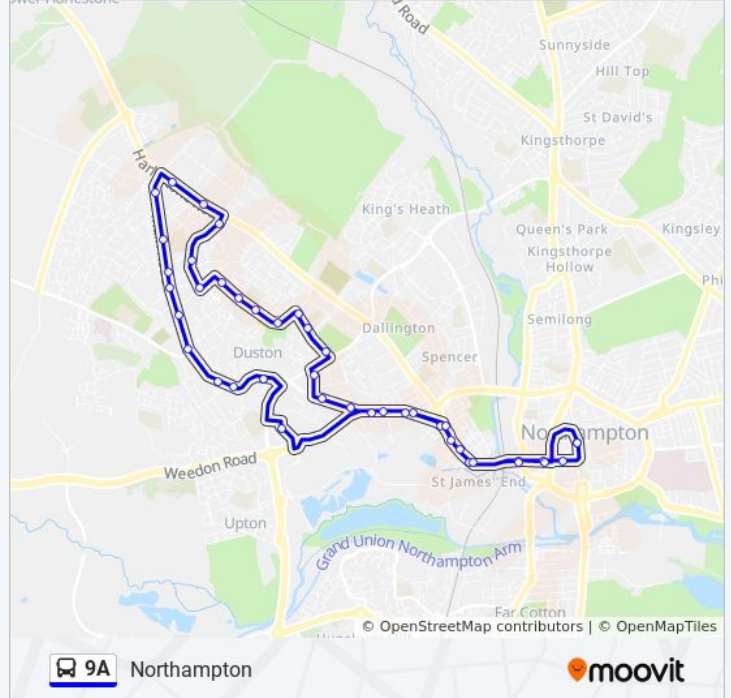 Sunnyside
Road
Hill Top
St David's
Kingsthorpe
King's Heath
Queen's Park
Kingsley
Kingsthorpe
Hollow
Semilong
Dallington
Spencer
Duston
Northampton
Weedon Road
St James' End
Upton
Grand Union Northampton Arm
Far Cotton
© OpenStreetMap contributors | © OpenMapTiles
9A Northampton
moovit